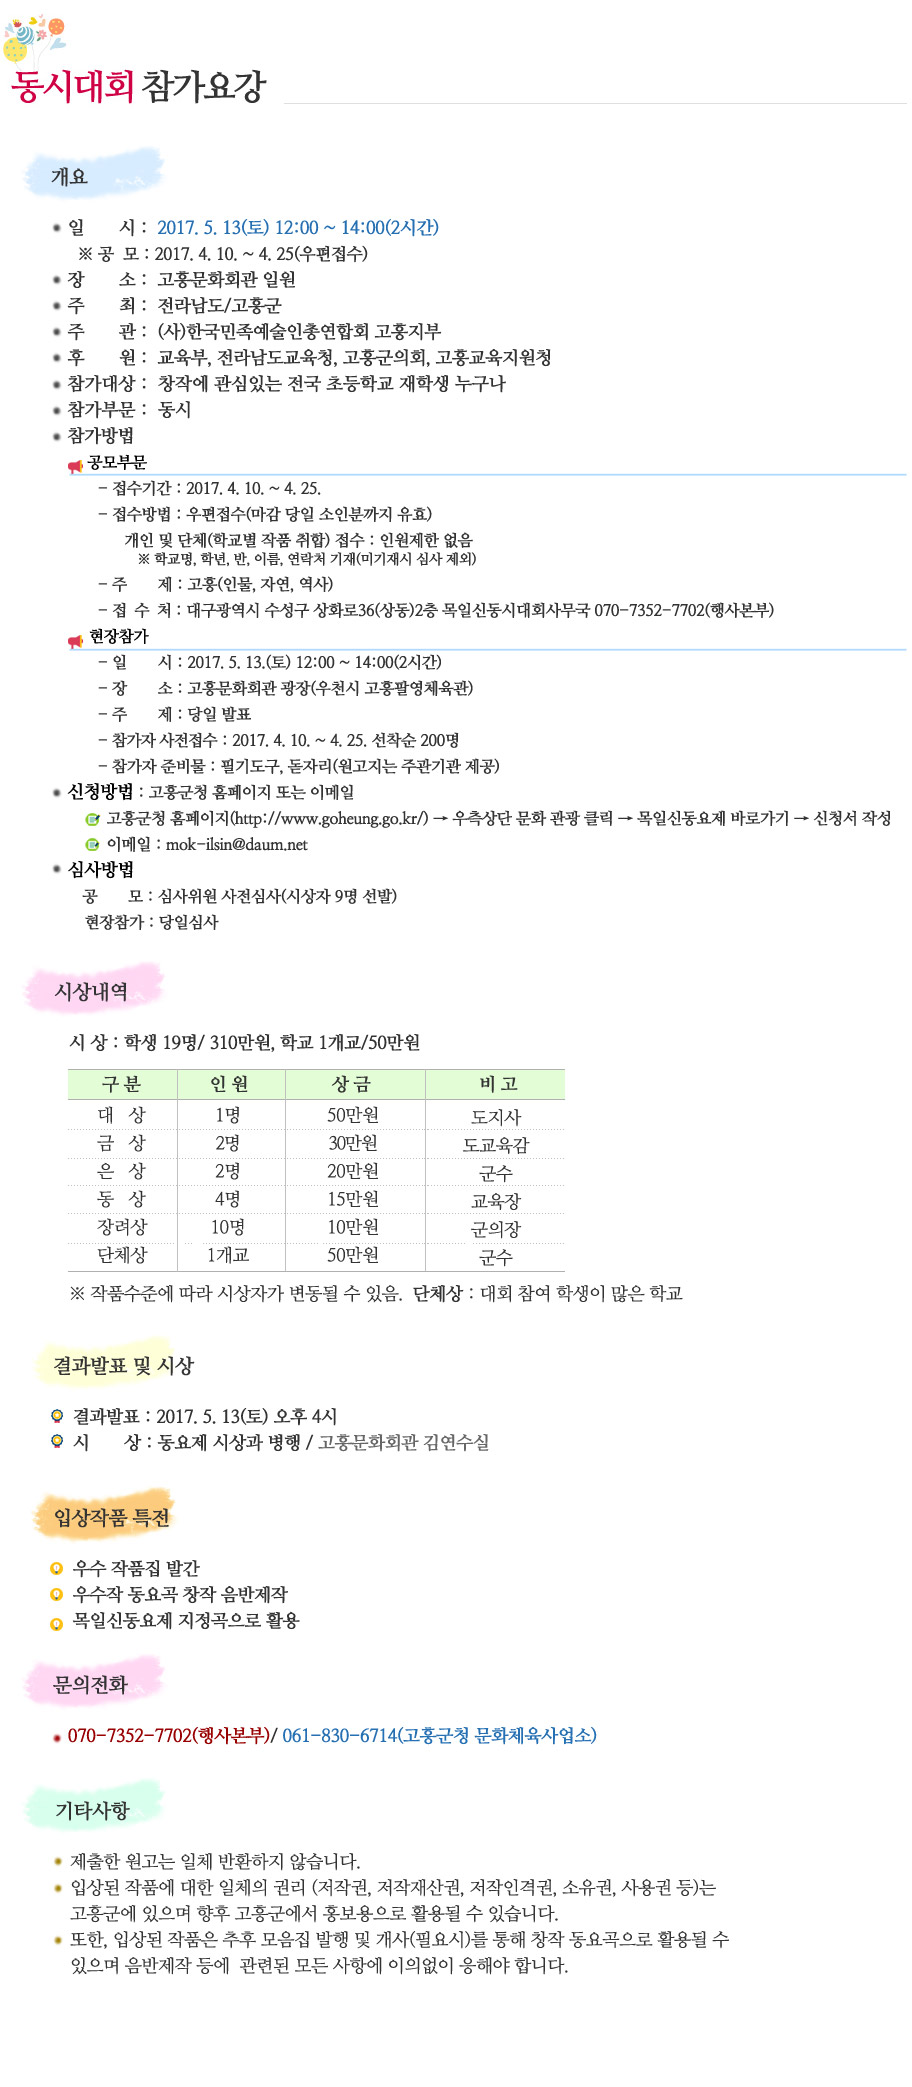 동시대회 참가요강
개요
일 시 : 2017. 5. 13(토) 12:00 ~ 14:00(2시간)
※ 공 모 : 2017. 4. 10. ~ 4. 25(우편접수)
장 소 : 고흥문화회관 일원
주 최 : 전라남도/고흥군
주 관 : (사)한국민족예술인총연합회 고흥지부
후 원 : 교육부, 전라남도교육청, 고흥군의회, 고흥교육지원청
참가대상 : 창작에 관심있는 전국 초등학교 재학생 누구나
참가부문 : 동시
참가방법
공모부문
- 접수기간 : 2017. 4. 10. ~ 4. 25.
- 접수방법 : 우편접수(마감 당일 소인분까지 유효)
개인 및 단체(학교별 작품 취합) 접수 : 인원제한 없음
※ 학교명, 학년, 반, 이름, 연락처 기재(미기재시 심사 제외)
- 주 제 : 고흥(인물, 자연, 역사)
- 접 수 처 : 대구광역시 수성구 상화로36(상동)2층 목일신동시대회사무국 070-7352-7702(행사본부)
현장참가
- 일 시 : 2017. 5. 13.(토) 12:00 ~ 14:00(2시간)
- 장 소 : 고흥문화회관 광장(우천시 고흥팔영체육관)
- 주 제 : 당일 발표
- 참가자 사전접수 : 2017. 4. 10. ~ 4. 25. 선착순 200명
- 참가자 준비물 : 필기도구, 돋자리(원고지는 주관기관 제공)
신청방법 : 고흥군청 홈페이지 또는 이메일
고흥군청 홈페이지(http://www.goheung.go.kr/) → 우측상단 문화 관광 클릭 → 목일신동요제 바로가기 → 신청서 작성
이메일 : mok-ilsin@daum.net
심사방법
공 모 : 심사위원 사전심사(시상자 9명 선발)
현장참가 : 당일심사
시상내역
시 상 : 학생 19명/ 310만원, 학교 1개교/50만원
구 분 인 원 상 금 비 고
대 상 1명 50만원 도지사
금 상 2명 30만원 도교육감
은 상 2명 20만원 군수
동 상 4명 15만원 교육장
장려상 10명 10만원 군의장
단체상 1개교 50만원 군수
※ 작품수준에 따라 시상자가 변동될 수 있음. 단체상 : 대회 참여 학생이 많은 학교
결과발표 및 시상
결과발표 : 2017. 5. 13(토) 오후 4시
시 상 : 동요제 시상과 병행 / 고흥문화회관 김연수실
입상작품 특전
우수 작품집 발간
우수작 동요곡 창작 음반제작
목일신동요제 지정곡으로 활용
문의전화
070-7352-7702(행사본부)/ 061-830-6714(고흥군청 문화체육사업소)
기타사항
제출한 원고는 일체 반환하지 않습니다.
입상된 작품에 대한 일체의 권리 (저작권, 저작재산권, 저작인격권, 소유권, 사용권 등)는
고흥군에 있으며 향후 고흥군에서 홍보용으로 활용될 수 있습니다.
또한, 입상된 작품은 추후 모음집 발행 및 개사(필요시)를 통해 창작 동요곡으로 활용될 수
있으며 음반제작 등에 관련된 모든 사항에 이의없이 응해야 합니다.